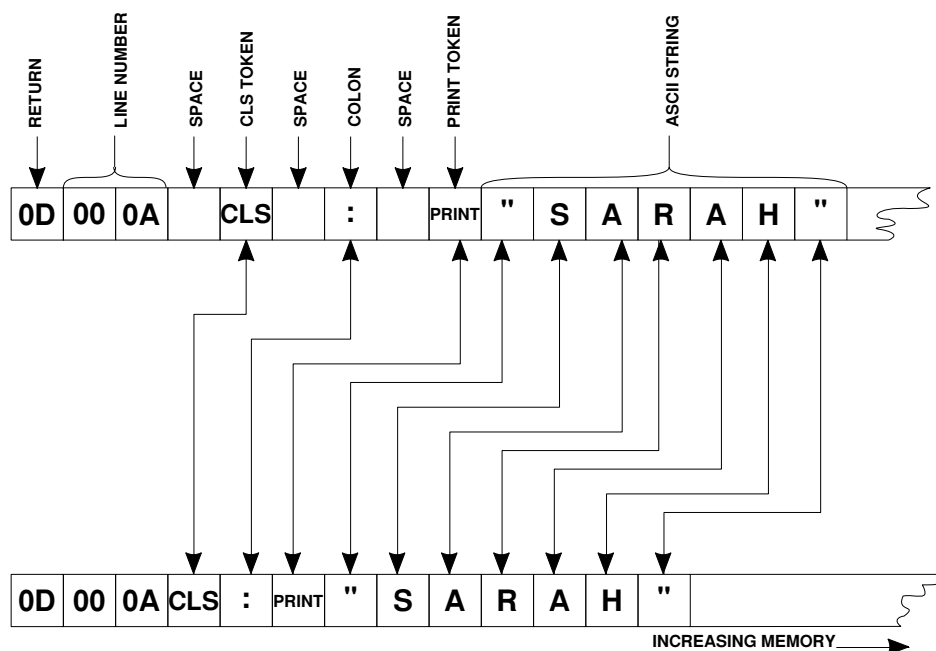 RETURN
LINE NUMBER
SPACE
CLS TOKEN
SPACE
COLON
SPACE
PRINT TOKEN
ASCII STRING
0D 00 0A CLS : PRINT " S A R A H "
0D 00 0A CLS : PRINT " S A R A H "
INCREASING MEMORY